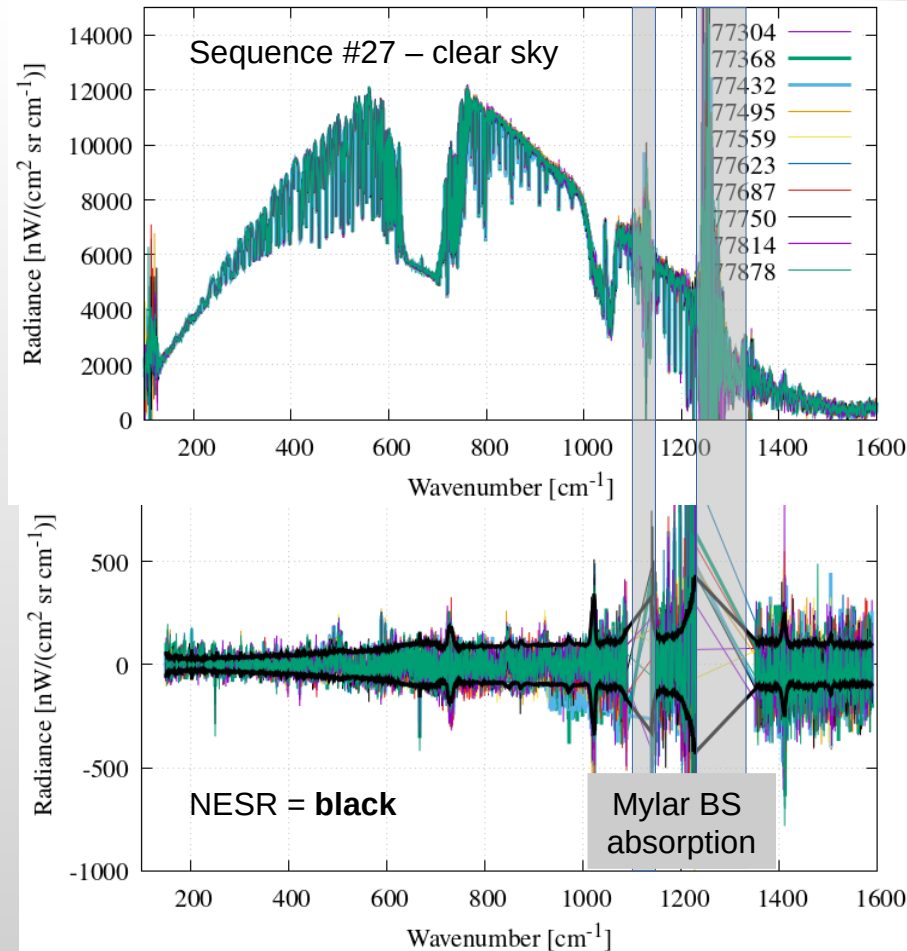 Sequence #27 – clear sky
Radiance [nW/(cm2 sr cm-1)]
14000
12000
10000
8000
6000
4000
2000
0
77304
77368
77432
77495
77559
77623
77687
77750
77814
77878
200 400 600 800 1000 1200 1400 1600
Wavenumber [cm-1]
Radiance [nW/(cm2 sr cm-1)]
500
0
-500
-1000
NESR = black
Mylar BS
absorption
200 400 600 800 1000 1200 1400 1600
Wavenumber [cm-1]